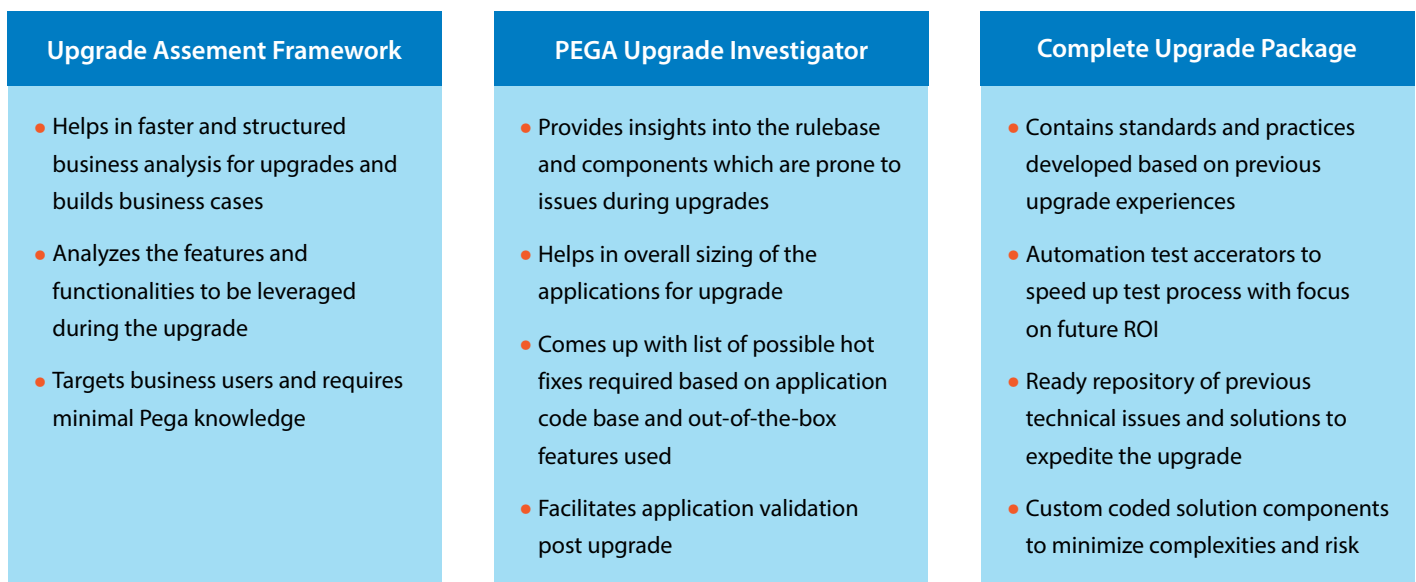 Upgrade Assement Framework
• Helps in faster and structured
business analysis for upgrades and
builds business cases
• Analyzes the features and
functionalities to be leveraged
during the upgrade
• Targets business users and requires
minimal Pega knowledge
PEGA Upgrade Investigator
• Provides insights into the rulebase
and components which are prone to
issues during upgrades
• Helps in overall sizing of the
applications for upgrade
• Comes up with list of possible hot
fixes required based on application
code base and out-of-the-box
features used
• Facilitates application validation
post upgrade
Complete Upgrade Package
• Contains standards and practices
developed based on previous
upgrade experiences
• Automation test accerators to
speed up test process with focus
on future ROI
• Ready repository of previous
technical issues and solutions to
expedite the upgrade
• Custom coded solution components
to minimize complexities and risk